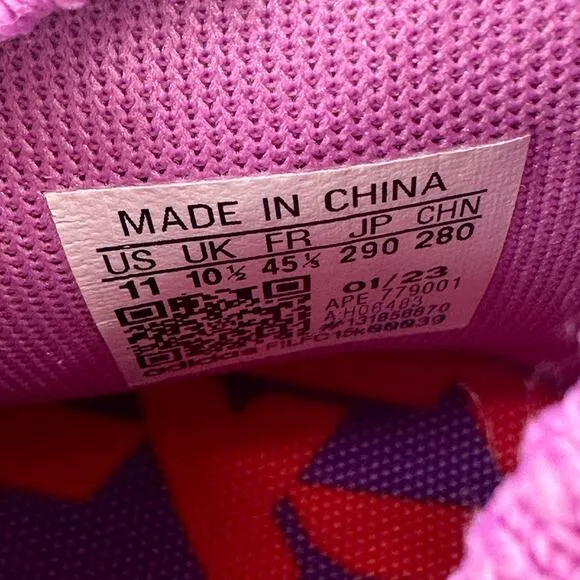 MADE IN CHINA
US UK FR JP CHN
11 10½ 45⅓ 290 280
01/23
APE 779001
adidas